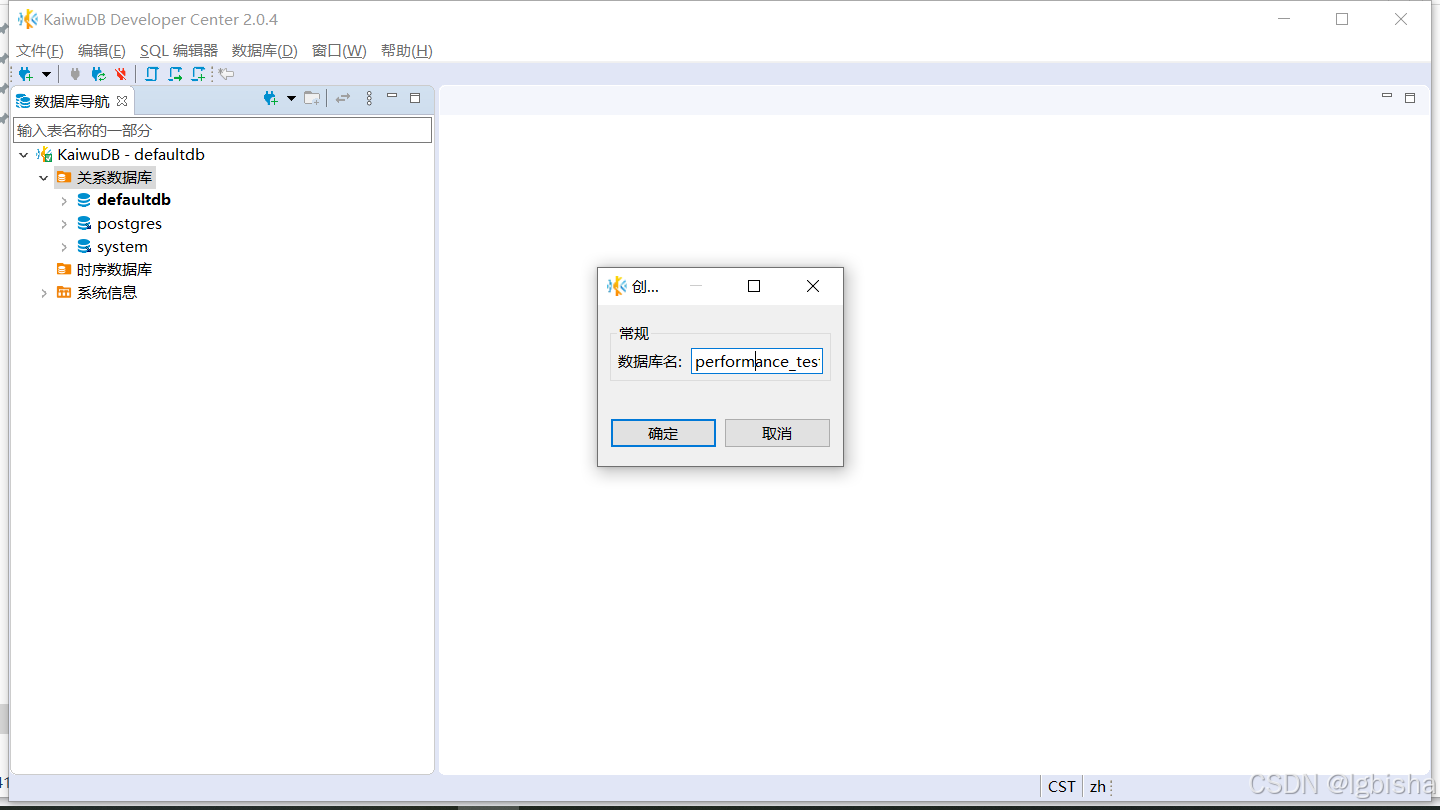 KaiwuDB Developer Center 2.0.4
文件(F) 编辑(E) SQL 编辑器 数据库(D) 窗口(W) 帮助(H)
数据库导航
输入表名称的一部分
KaiwuDB - defaultdb
关系数据库
defaultdb
postgres
system
时序数据库
系统信息
创...
常规
数据库名: performance_tes
确定 取消
41
CST zh
CSDN @lgbisha